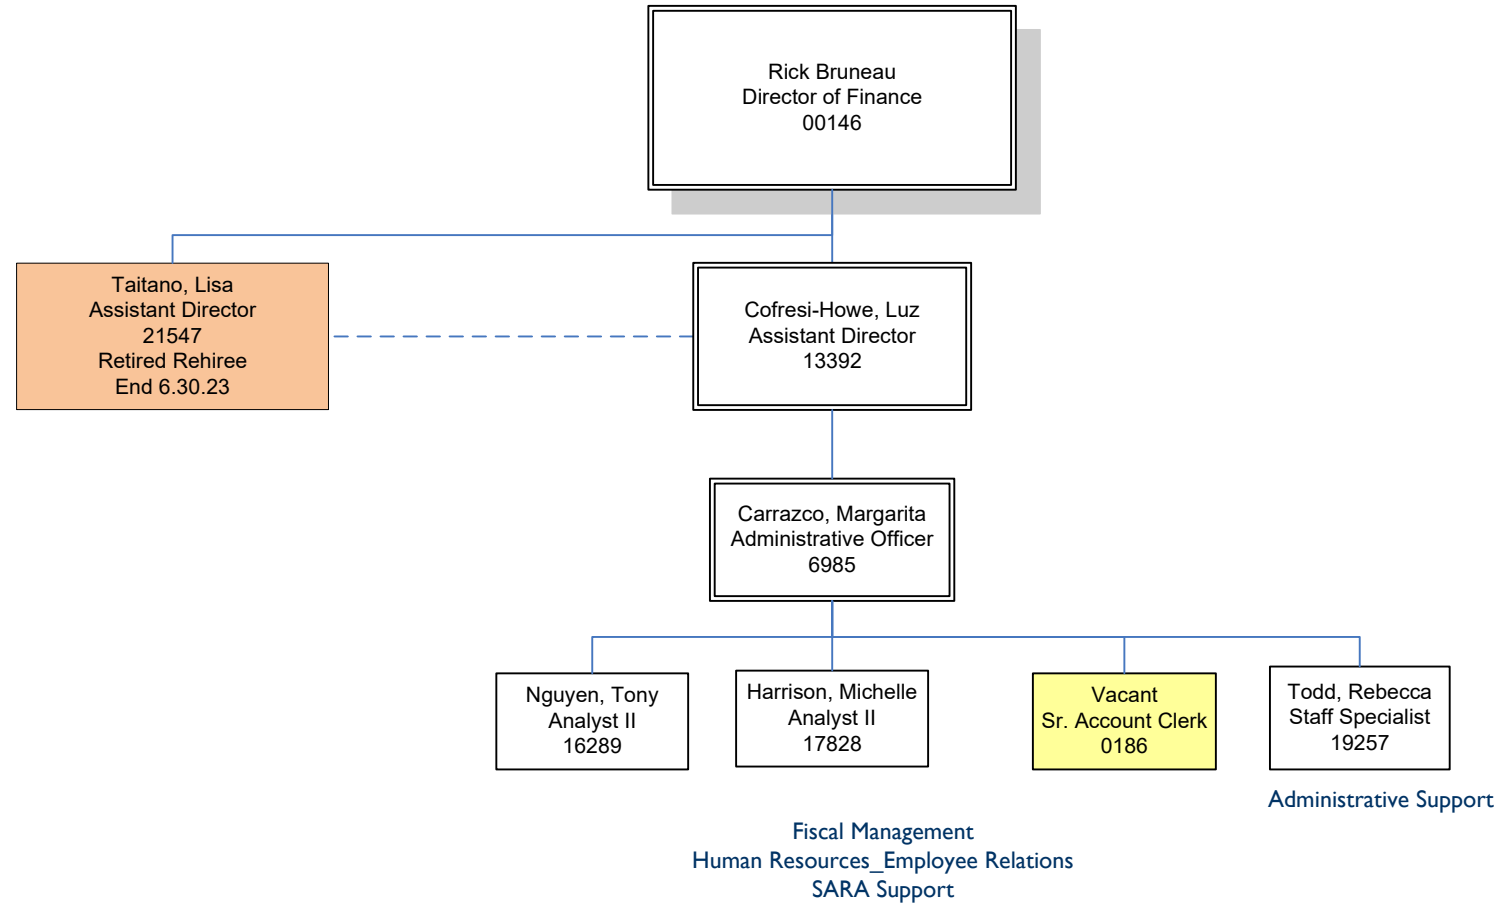 Rick Bruneau
Director of Finance
00146
Taitano, Lisa
Assistant Director
21547
Retired Rehiree
End 6.30.23
Cofresi-Howe, Luz
Assistant Director
13392
Carrazco, Margarita
Administrative Officer
6985
Nguyen, Tony
Analyst II
16289
Harrison, Michelle
Analyst II
17828
Vacant
Sr. Account Clerk
0186
Todd, Rebecca
Staff Specialist
19257
Administrative Support
Fiscal Management
Human Resources_Employee Relations
SARA Support